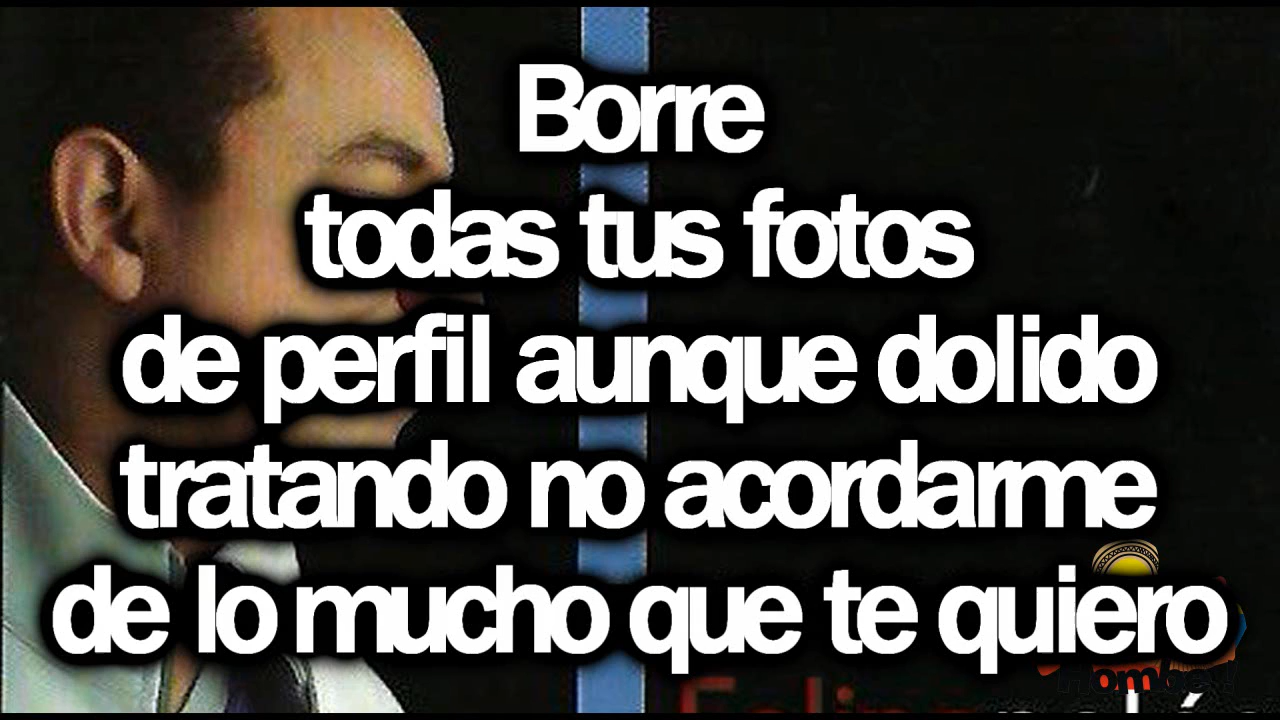 Borre
todas tus fotos
de perfil aunque dolido
tratando no acordarme
de lo mucho que te quiero